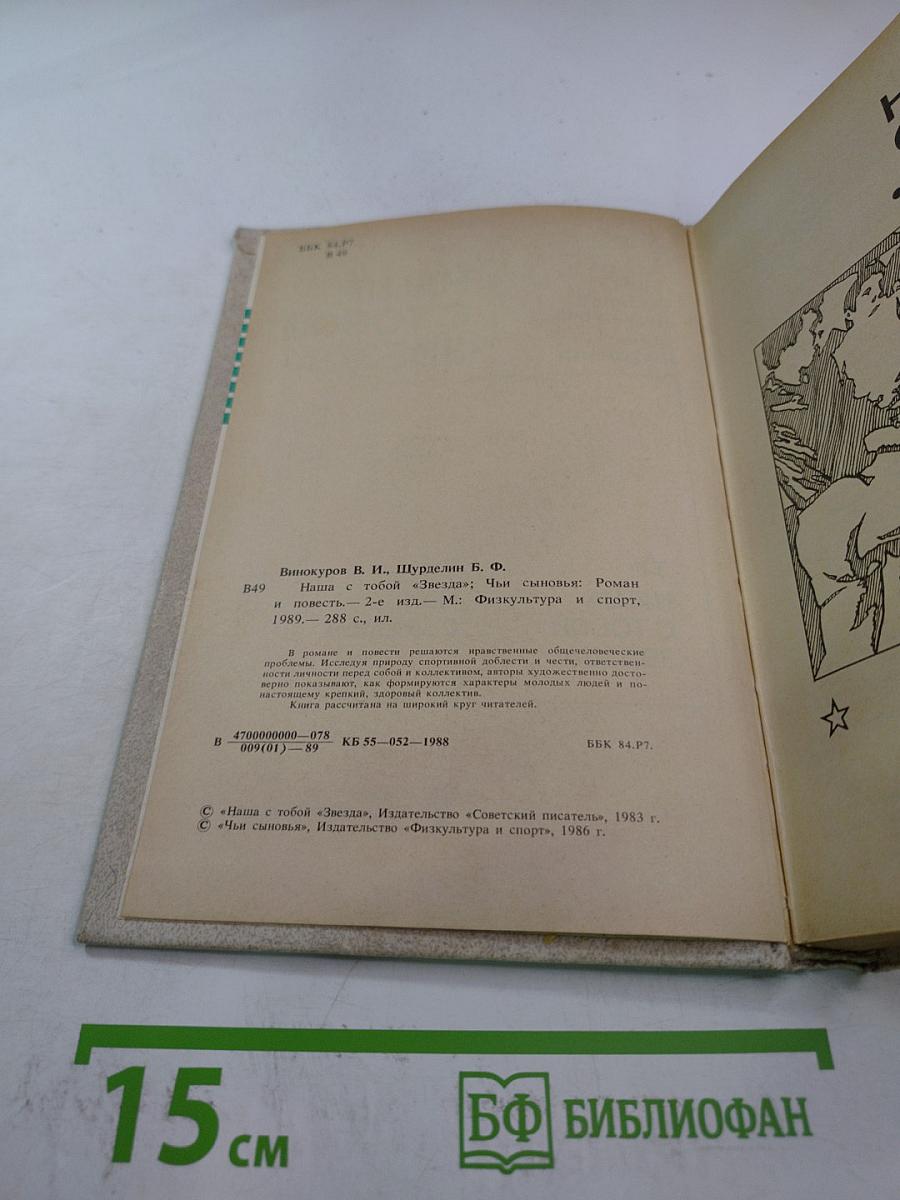 ББК 84.Р7
В 49
Винокуров В. И., Шурделин Б. Ф.
В49 Наша с тобой «Звезда»; Чьи сыновья: Роман
и повесть.— 2-е изд.— М.: Физкультура и спорт,
1989.— 288 с., ил.
В романе и повести решаются нравственные общечеловеческие
проблемы. Исследуя природу спортивной доблести и чести, ответствен-
ности личности перед собой и коллективом, авторы художественно досто-
верно показывают, как формируются характеры молодых людей и по-
настоящему крепкий, здоровый коллектив.
Книга рассчитана на широкий круг читателей.
В 4700000000—078
009(01)—89 КБ 55—052—1988 ББК 84.Р7.
© «Наша с тобой «Звезда», Издательство «Советский писатель», 1983 г.
© «Чьи сыновья», Издательство «Физкультура и спорт», 1986 г.
15 см
БФ БИБЛИОФАН